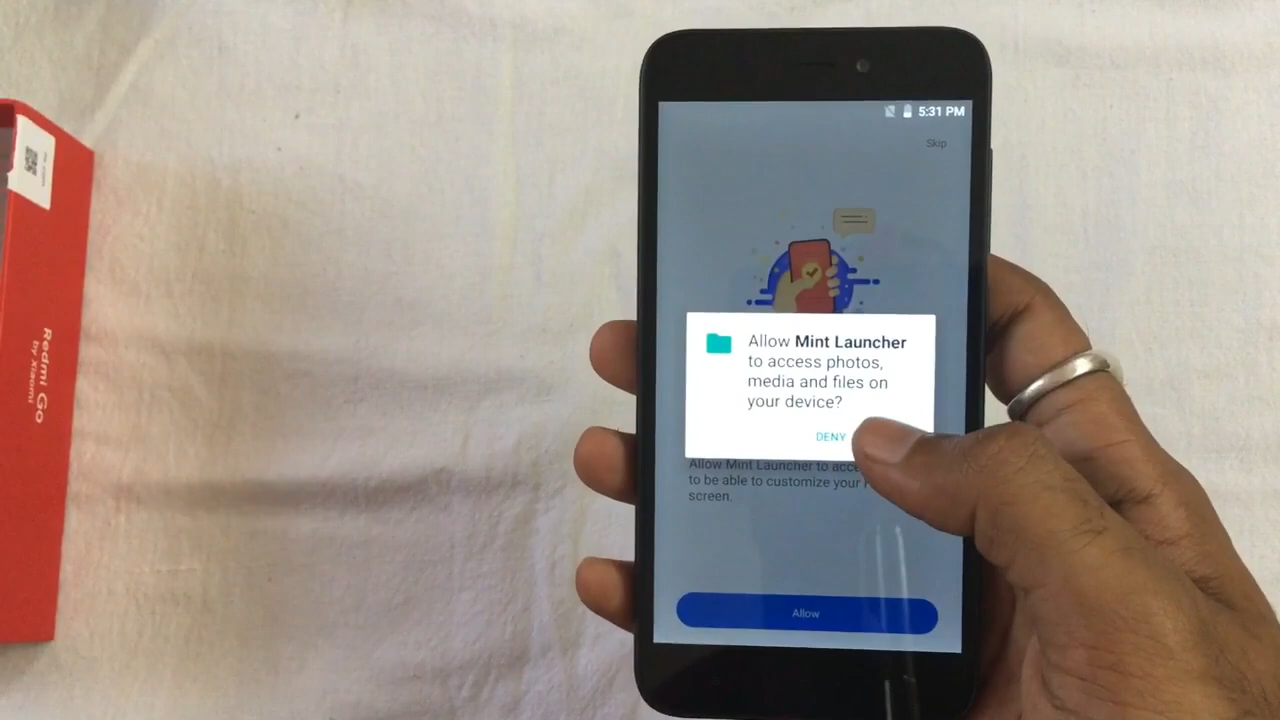 Redmi Go
by Xiaomi
5:31 PM
Skip
Allow Mint Launcher
to access photos,
media and files on
your device?
DENY
Allow Mint Launcher to
to be able to customize your
screen.
Allow